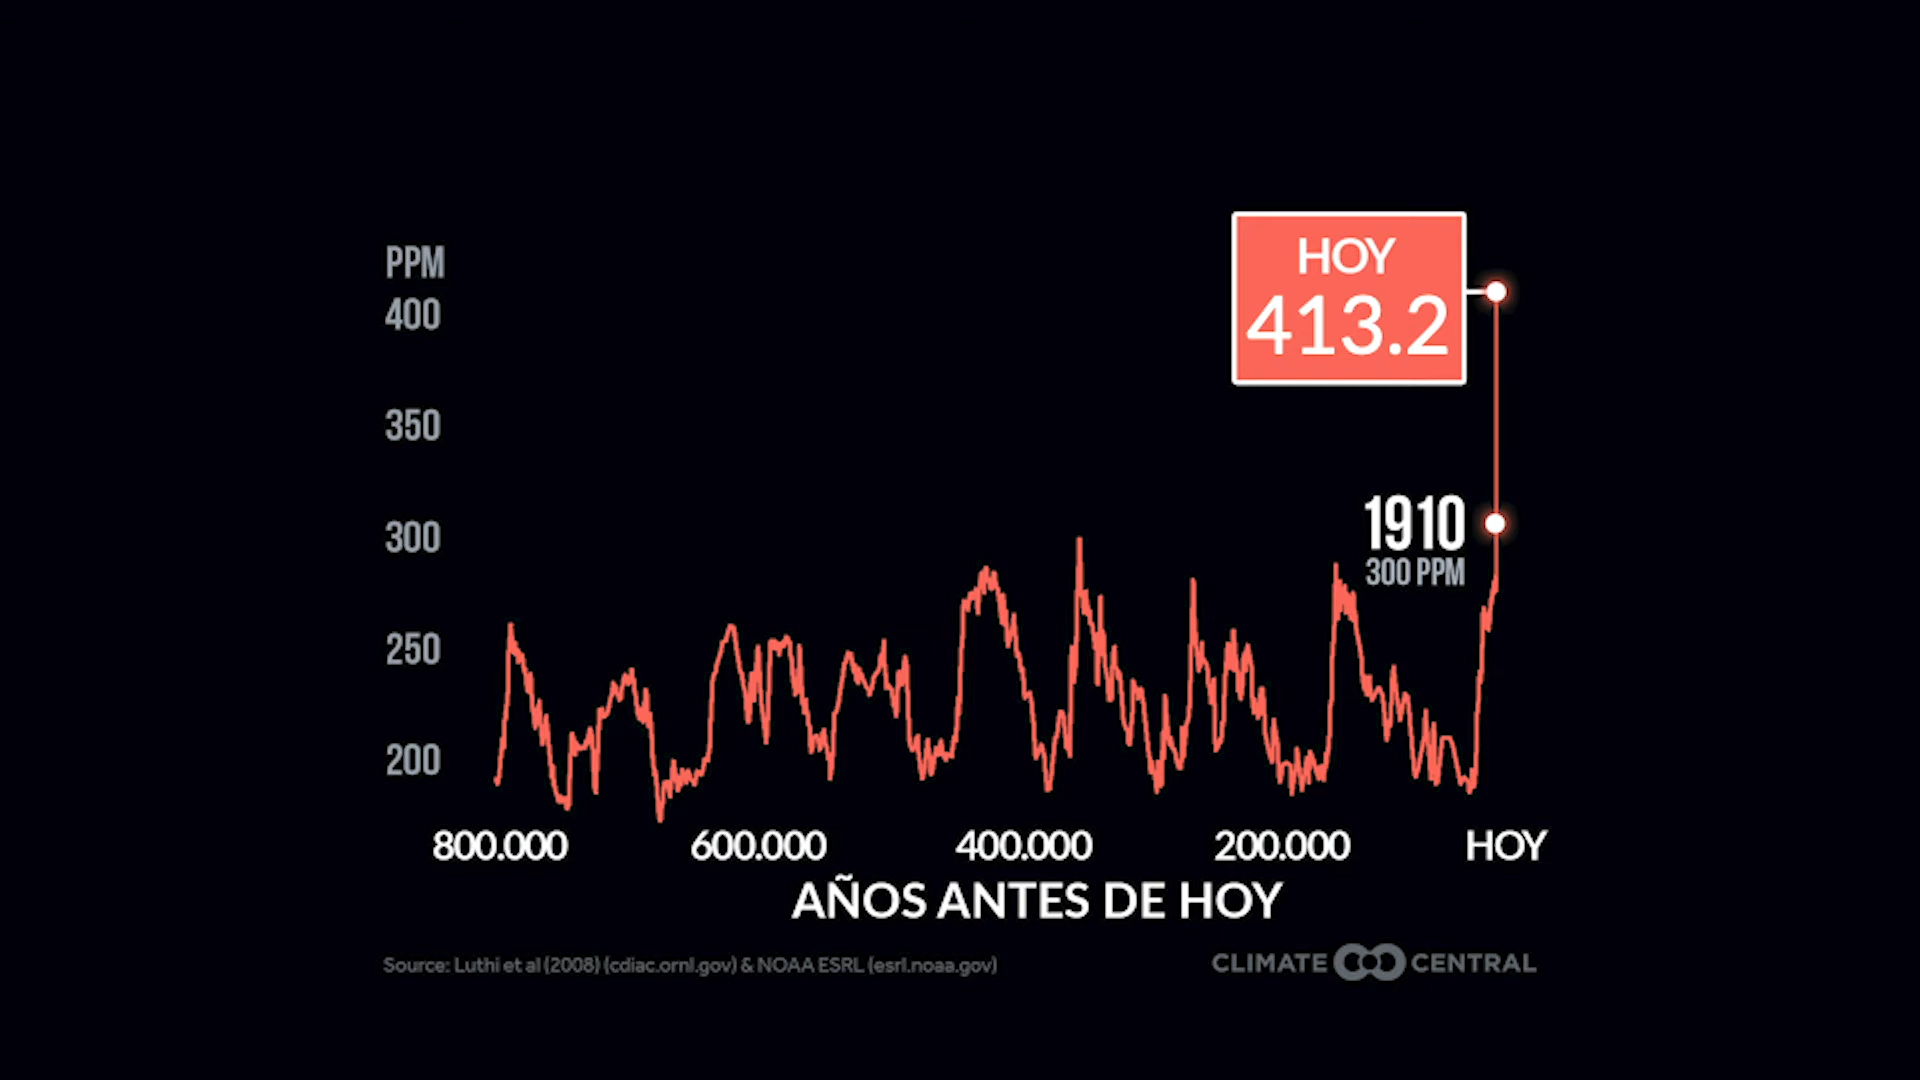 PPM
400
350
300
250
200
HOY
413.2
1910
300 PPM
800.000 600.000 400.000 200.000 HOY
AÑOS ANTES DE HOY
Source: Luthi et al (2008) (cdiac.ornl.gov) & NOAA ESRL (esrl.noaa.gov)
CLIMATE CENTRAL